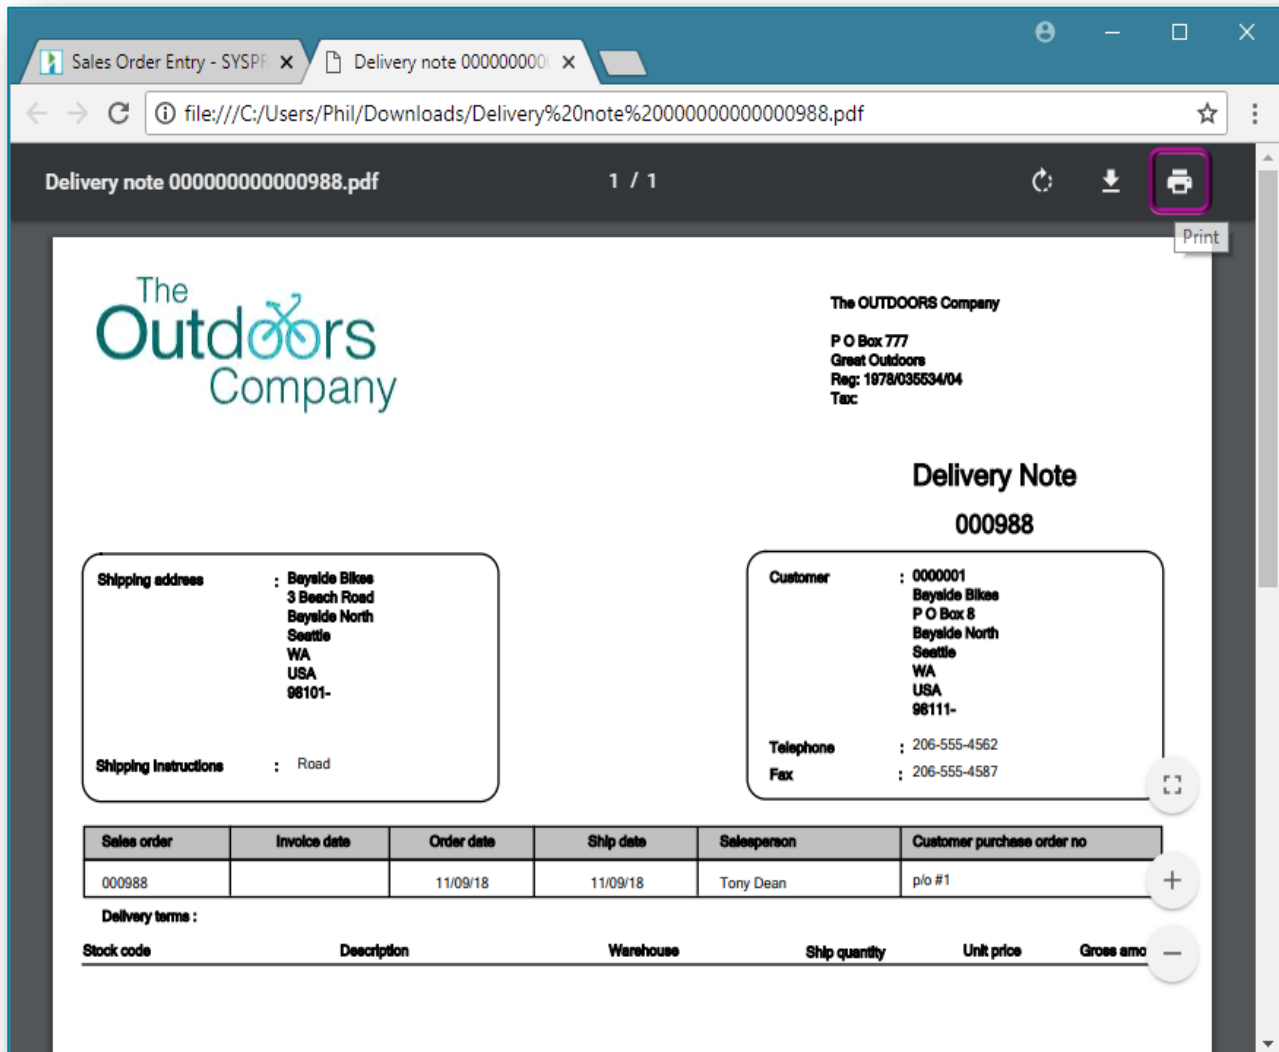 Sales Order Entry - SYSPR
Delivery note 000000000
file:///C:/Users/Phil/Downloads/Delivery%20note%20000000000000988.pdf
Delivery note 000000000000988.pdf
1 / 1
Print
The
Outdoors
Company
The OUTDOORS Company
P O Box 777
Great Outdoors
Reg: 1978/035534/04
Tax:
Delivery Note
000988
Shipping address : Bayside Bikes
3 Beach Road
Bayside North
Seattle
WA
USA
98101-
Shipping Instructions : Road
Customer : 0000001
Bayside Bikes
P O Box 8
Bayside North
Seattle
WA
USA
98111-
Telephone : 206-555-4562
Fax : 206-555-4587
Sales order Invoice date Order date Ship date Salesperson Customer purchase order no
000988 11/09/18 11/09/18 Tony Dean p/o #1
Delivery terms :
Stock code Description Warehouse Ship quantity Unit price Gross amo